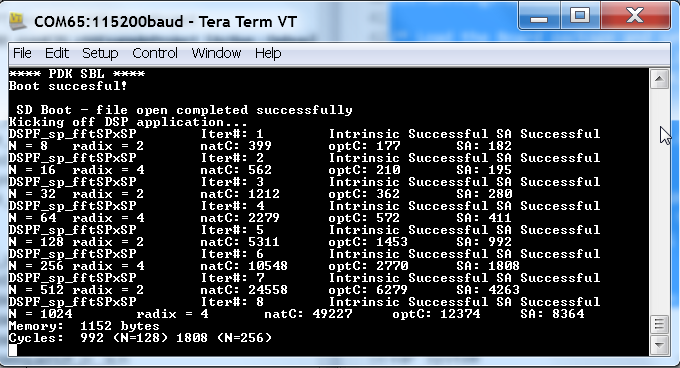 COM65:115200baud - Tera Term VT
File Edit Setup Control Window Help
**** PDK SBL ****
Boot succesful!
SD Boot - file open completed successfully
Kicking off DSP application...
DSPF_sp_fftSPxSP Iter#: 1 Intrinsic Successful SA Successful
N = 8 radix = 2 natC: 399 optC: 177 SA: 182
DSPF_sp_fftSPxSP Iter#: 2 Intrinsic Successful SA Successful
N = 16 radix = 4 natC: 562 optC: 210 SA: 195
DSPF_sp_fftSPxSP Iter#: 3 Intrinsic Successful SA Successful
N = 32 radix = 2 natC: 1212 optC: 362 SA: 280
DSPF_sp_fftSPxSP Iter#: 4 Intrinsic Successful SA Successful
N = 64 radix = 4 natC: 2279 optC: 572 SA: 411
DSPF_sp_fftSPxSP Iter#: 5 Intrinsic Successful SA Successful
N = 128 radix = 2 natC: 5311 optC: 1453 SA: 992
DSPF_sp_fftSPxSP Iter#: 6 Intrinsic Successful SA Successful
N = 256 radix = 4 natC: 10548 optC: 2770 SA: 1808
DSPF_sp_fftSPxSP Iter#: 7 Intrinsic Successful SA Successful
N = 512 radix = 2 natC: 24558 optC: 6279 SA: 4263
DSPF_sp_fftSPxSP Iter#: 8 Intrinsic Successful SA Successful
N = 1024 radix = 4 natC: 49227 optC: 12374 SA: 8364
Memory: 1152 bytes
Cycles: 992 (N=128) 1808 (N=256)